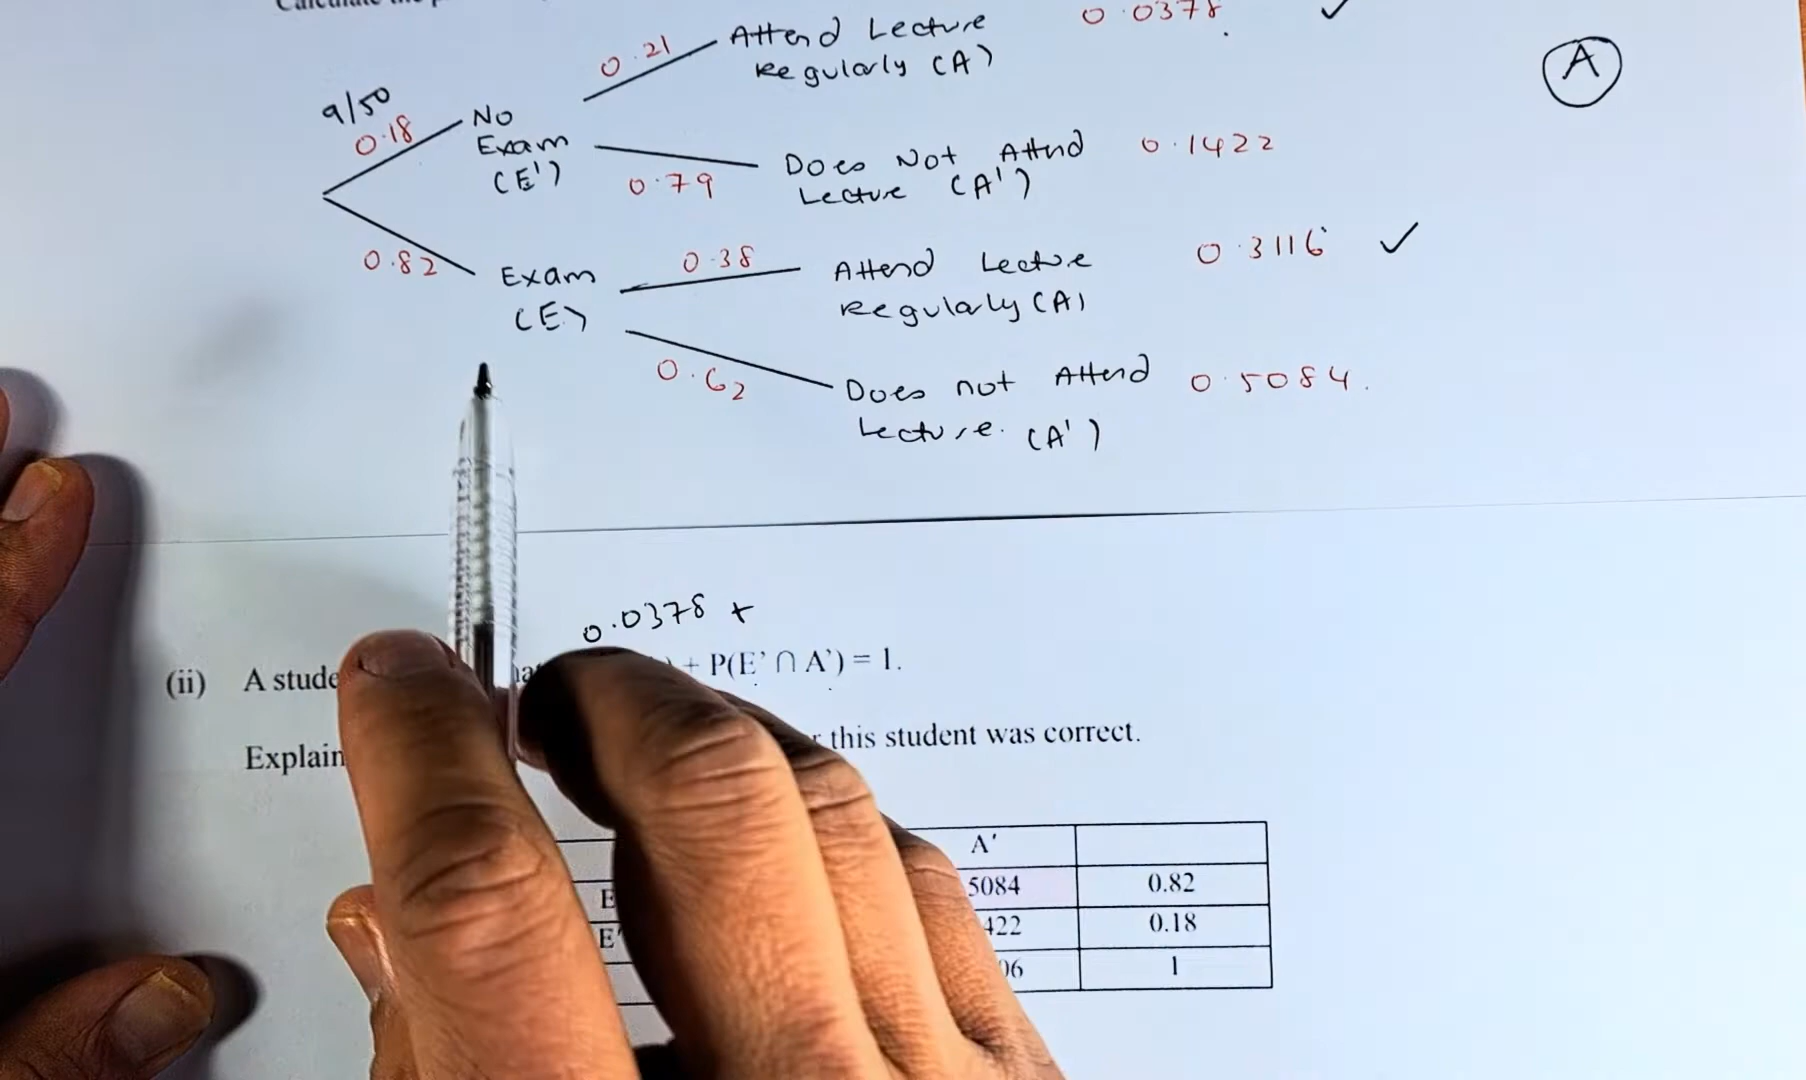 0.0378
0.21
Attend Lecture
Regularly (A)
A
9/50
0.18
No
Exam
(E')
0.79
Does Not Attend
Lecture (A')
0.1422
0.82
Exam
(E)
0.38
Attend Lecture
Regularly (A)
0.3116
0.62
Does not Attend
Lecture. (A')
0.5084.
0.0378 +
(ii) A stude + P(E' ∩ A') = 1.
Explain this student was correct.
A'
E 5084 0.82
E' 422 0.18
06 1